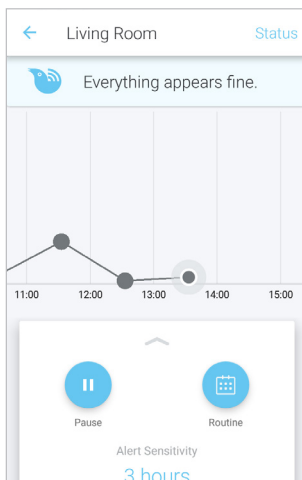 Living Room Status
Everything appears fine.
11:00 12:00 13:00 14:00 15:00
Pause Routine
Alert Sensitivity
3 hours